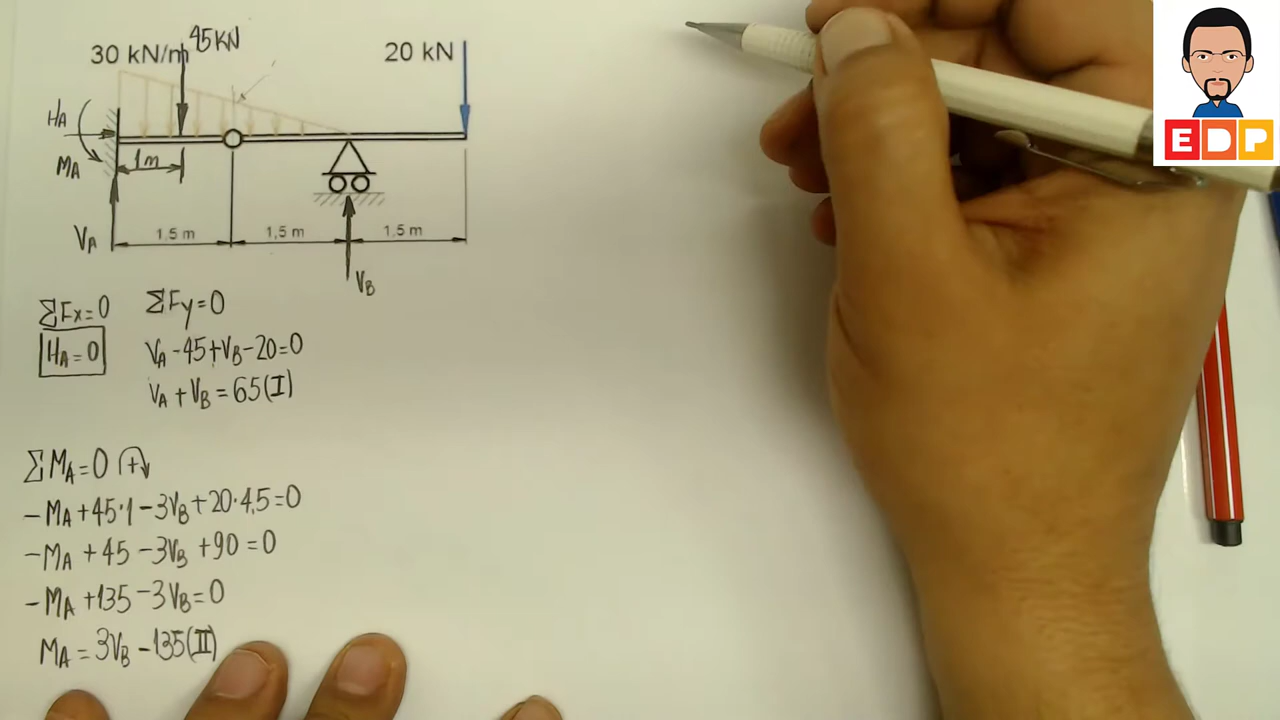 45KN
30 kN/m
20 kN
HA
MA
1m
VA
1,5 m
1,5 m
1,5 m
VB
ΣFx=0
HA=0
ΣFy=0
VA-45+VB-20=0
VA+VB=65(I)
ΣMA=0 (+
-MA+45·1-3VB+20·4,5=0
-MA+45-3VB+90=0
-MA+135-3VB=0
MA=3VB-135(II)
EDP